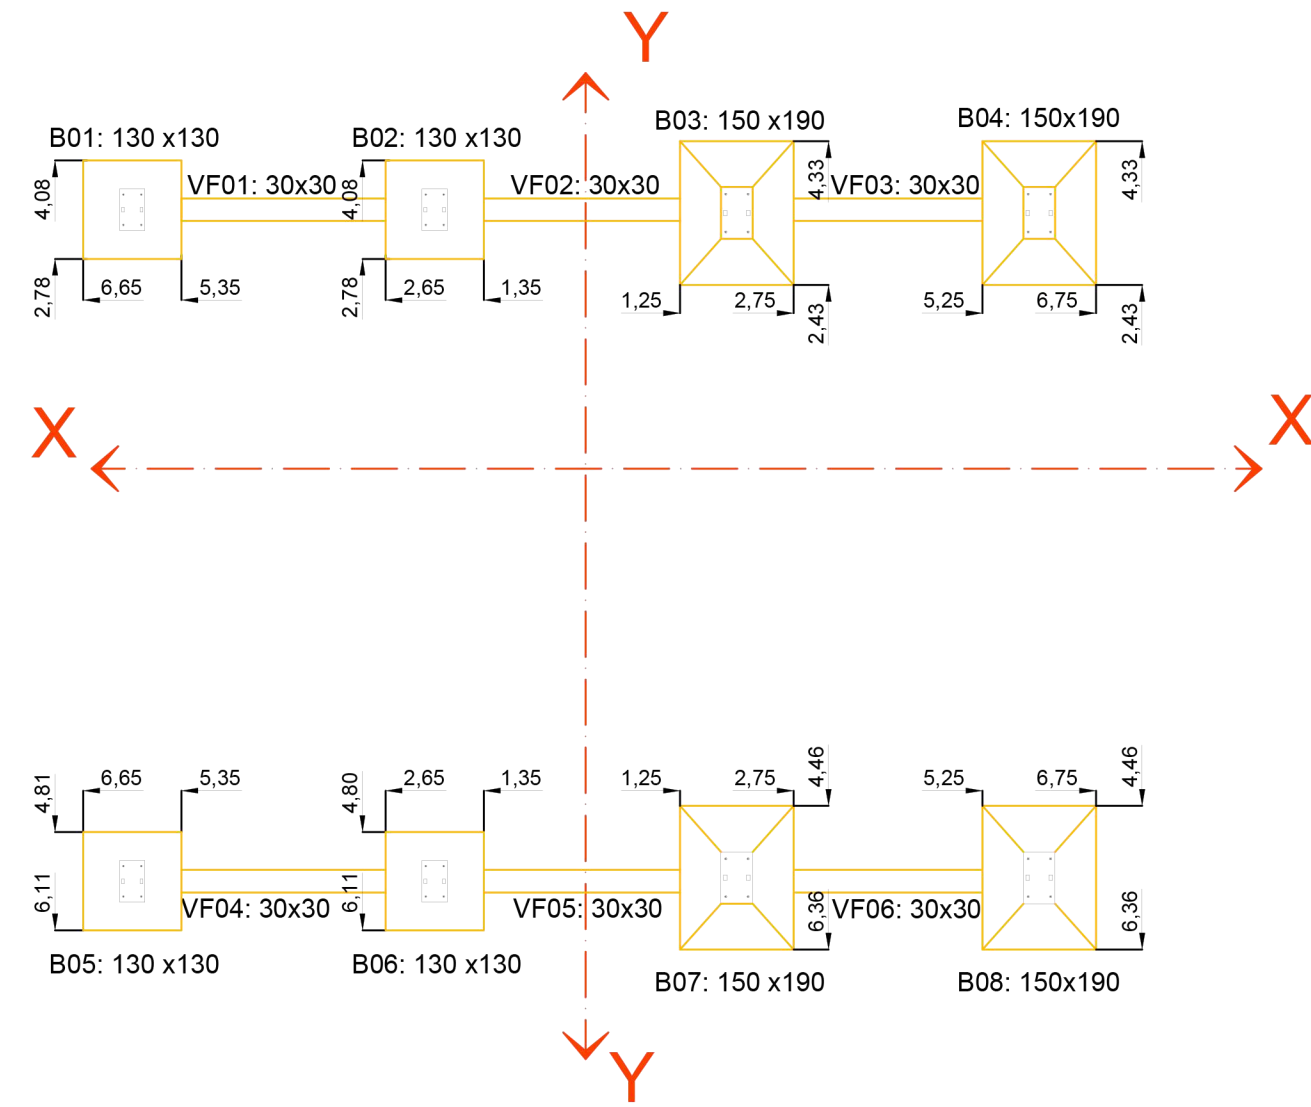 Y
B01: 130 x130
B02: 130 x130
B03: 150 x190
B04: 150x190
4,08
VF01: 30x30
4,08
VF02: 30x30
4,33
VF03: 30x30
4,33
2,78
6,65
5,35
2,78
2,65
1,35
1,25
2,75
2,43
5,25
6,75
2,43
X
X
4,81
6,65
5,35
4,80
2,65
1,35
1,25
2,75
4,46
5,25
6,75
4,46
6,11
VF04: 30x30
6,11
VF05: 30x30
6,36
VF06: 30x30
6,36
B05: 130 x130
B06: 130 x130
B07: 150 x190
B08: 150x190
Y